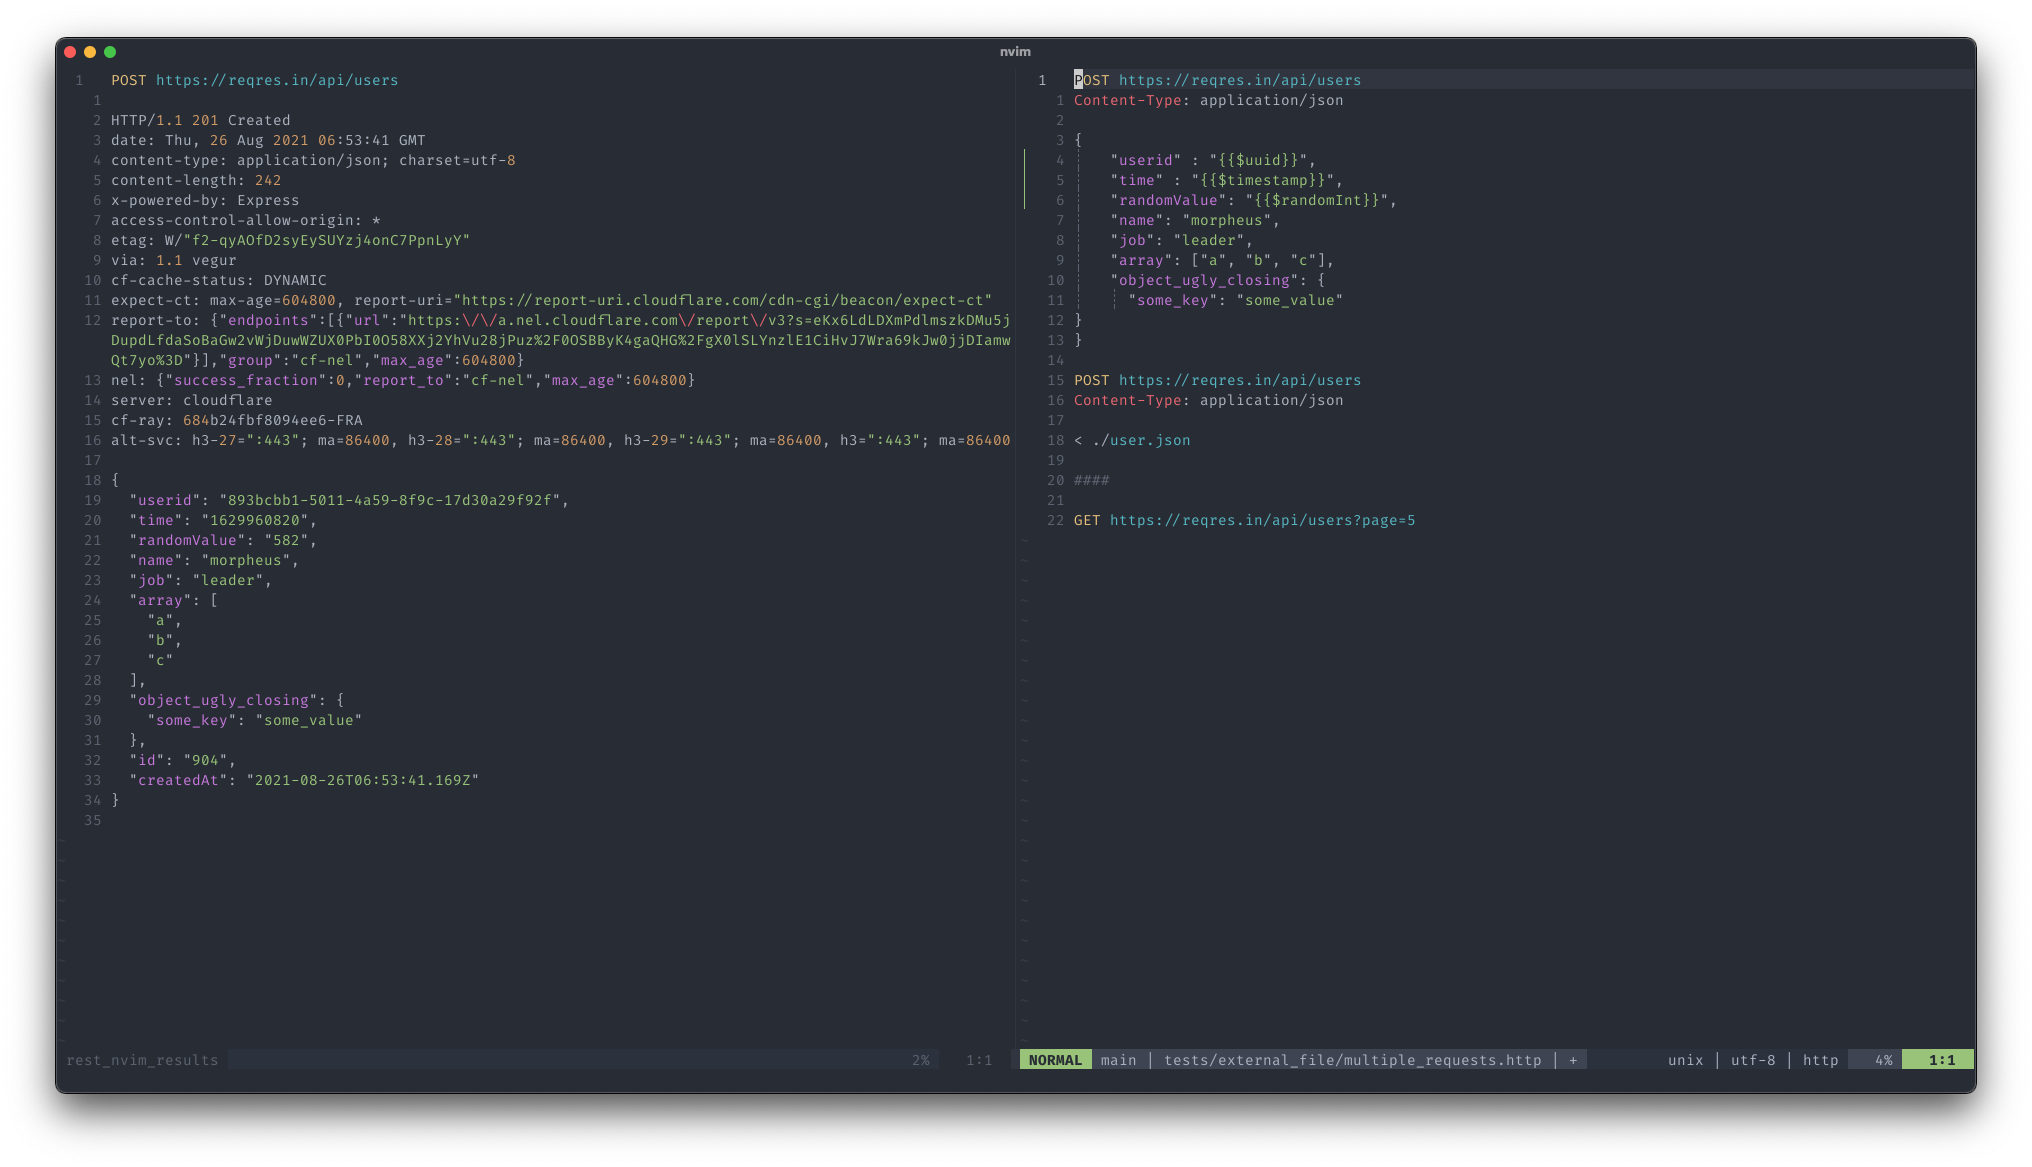 nvim
1 POST https://reqres.in/api/users
1
2 HTTP/1.1 201 Created
3 date: Thu, 26 Aug 2021 06:53:41 GMT
4 content-type: application/json; charset=utf-8
5 content-length: 242
6 x-powered-by: Express
7 access-control-allow-origin: *
8 etag: W/"f2-qyAOfD2syEySUYzj4onC7PpnLyY"
9 via: 1.1 vegur
10 cf-cache-status: DYNAMIC
11 expect-ct: max-age=604800, report-uri="https://report-uri.cloudflare.com/cdn-cgi/beacon/expect-ct"
12 report-to: {"endpoints":[{"url":"https:\/\/a.nel.cloudflare.com\/report\/v3?s=eKx6LdLDXmPdlmszkDMu5j
DupdLfdaSoBaGw2vWjDuwWZUX0PbI0O58XXj2YhVu28jPuz%2F0OSBByK4gaQHG%2FgX0lSLYnzlE1CiHvJ7Wra69kJw0jjDIamw
Qt7yo%3D"}],"group":"cf-nel","max_age":604800}
13 nel: {"success_fraction":0,"report_to":"cf-nel","max_age":604800}
14 server: cloudflare
15 cf-ray: 684b24fbf8094ee6-FRA
16 alt-svc: h3-27=":443"; ma=86400, h3-28=":443"; ma=86400, h3-29=":443"; ma=86400, h3=":443"; ma=86400
17
18 {
19 "userid": "893bcbb1-5011-4a59-8f9c-17d30a29f92f",
20 "time": "1629960820",
21 "randomValue": "582",
22 "name": "morpheus",
23 "job": "leader",
24 "array": [
25 "a",
26 "b",
27 "c"
28 ],
29 "object_ugly_closing": {
30 "some_key": "some_value"
31 },
32 "id": "904",
33 "createdAt": "2021-08-26T06:53:41.169Z"
34 }
35
rest_nvim_results 2% 1:1
1 POST https://reqres.in/api/users
1 Content-Type: application/json
2
3 {
4 "userid" : "{{$uuid}}",
5 "time" : "{{$timestamp}}",
6 "randomValue": "{{$randomInt}}",
7 "name": "morpheus",
8 "job": "leader",
9 "array": ["a", "b", "c"],
10 "object_ugly_closing": {
11 "some_key": "some_value"
12 }
13 }
14
15 POST https://reqres.in/api/users
16 Content-Type: application/json
17
18 < ./user.json
19
20 ####
21
22 GET https://reqres.in/api/users?page=5
NORMAL main | tests/external_file/multiple_requests.http | + unix | utf-8 | http 4% 1:1